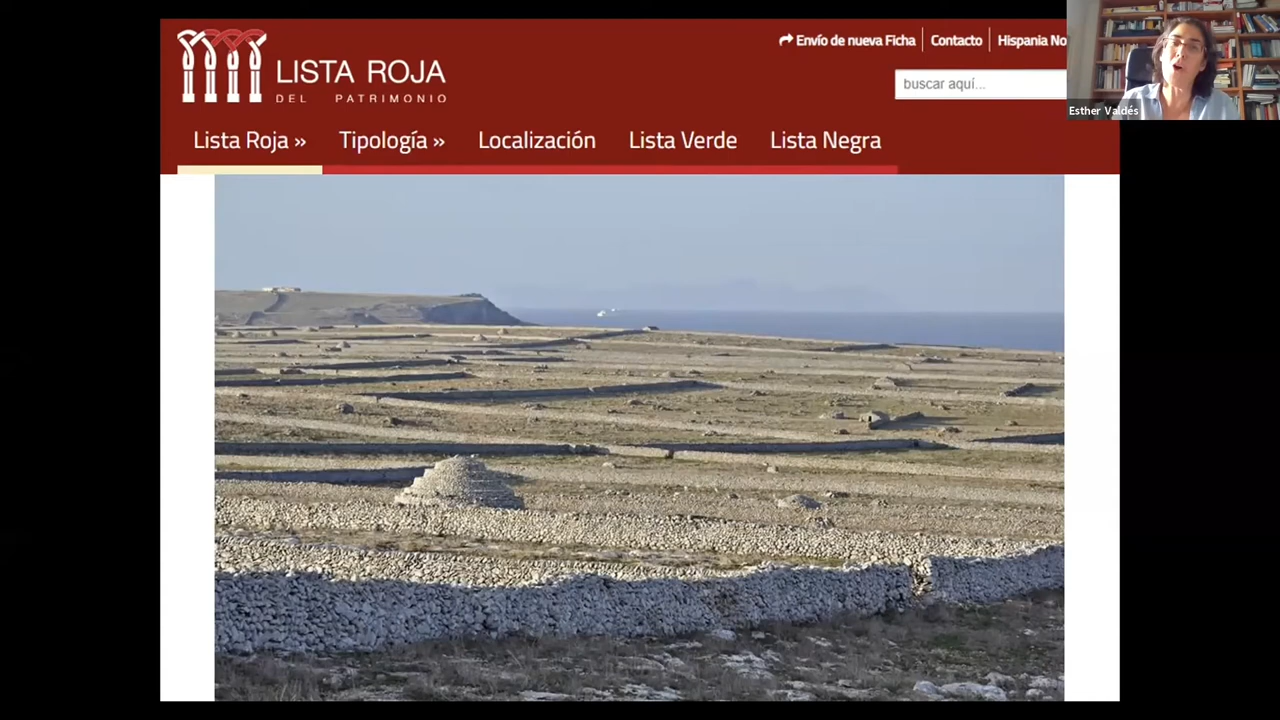 Envío de nueva Ficha
Contacto
Hispania No
LISTA ROJA
DEL PATRIMONIO
buscar aquí...
Esther Valdés
Lista Roja »
Tipología »
Localización
Lista Verde
Lista Negra